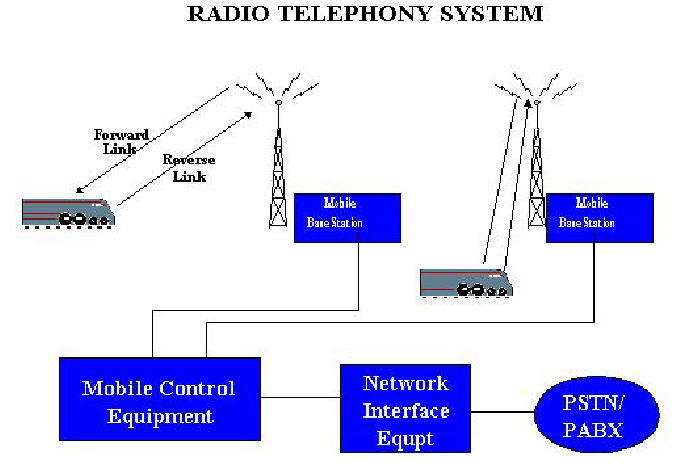 RADIO TELEPHONY SYSTEM
Forward
Link
Reverse
Link
Mobile
Base Station
Mobile
Base Station
Mobile Control
Equipment
Network
Interface
Equpt
PSTN/
PABX